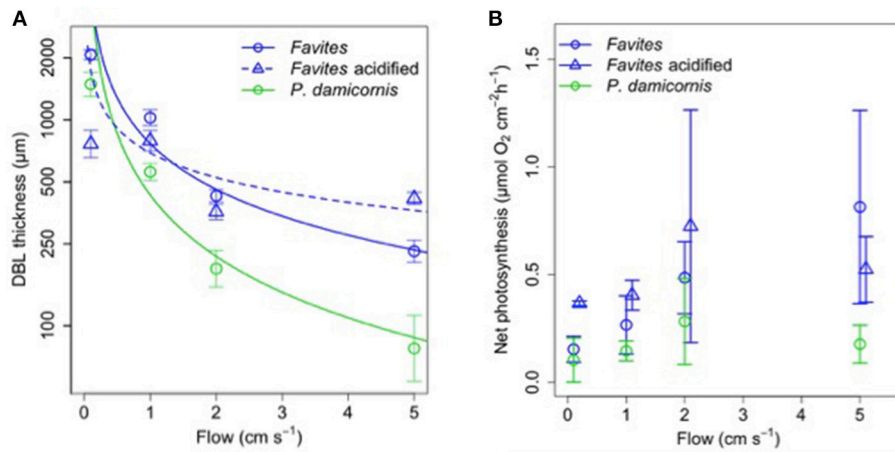 A
DBL thickness (µm)
2000
1000
500
250
100
Favites
Favites acidified
P. damicornis
0
1
2
3
4
5
Flow (cm s⁻¹)
B
Net photosynthesis (µmol O₂ cm⁻²h⁻¹)
1.5
1.0
0.5
0.0
Favites
Favites acidified
P. damicornis
0
1
2
3
4
5
Flow (cm s⁻¹)